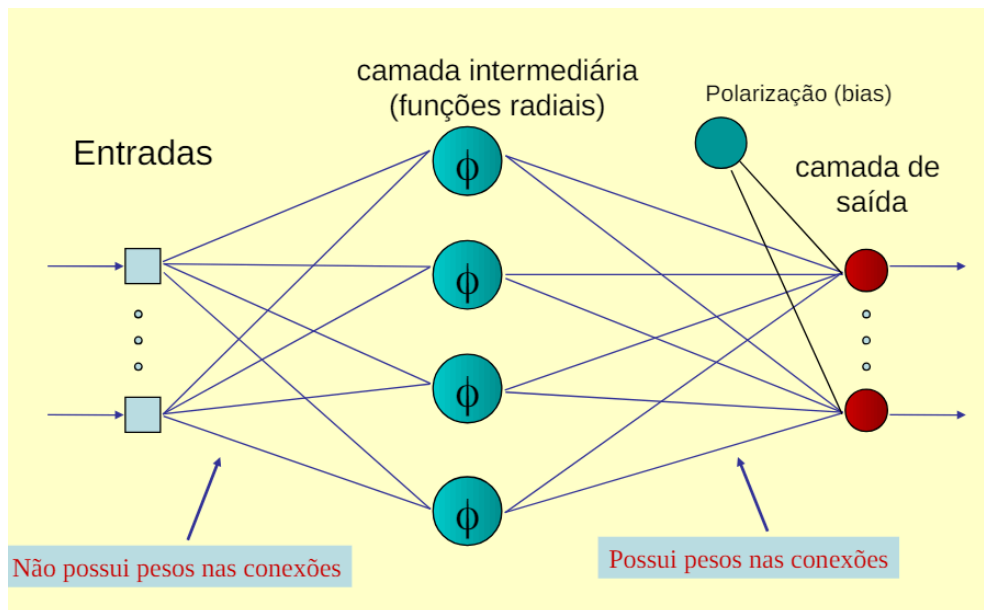 camada intermediária
(funções radiais)
Polarização (bias)
Entradas
camada de
saída
ϕ
ϕ
ϕ
ϕ
Não possui pesos nas conexões
Possui pesos nas conexões